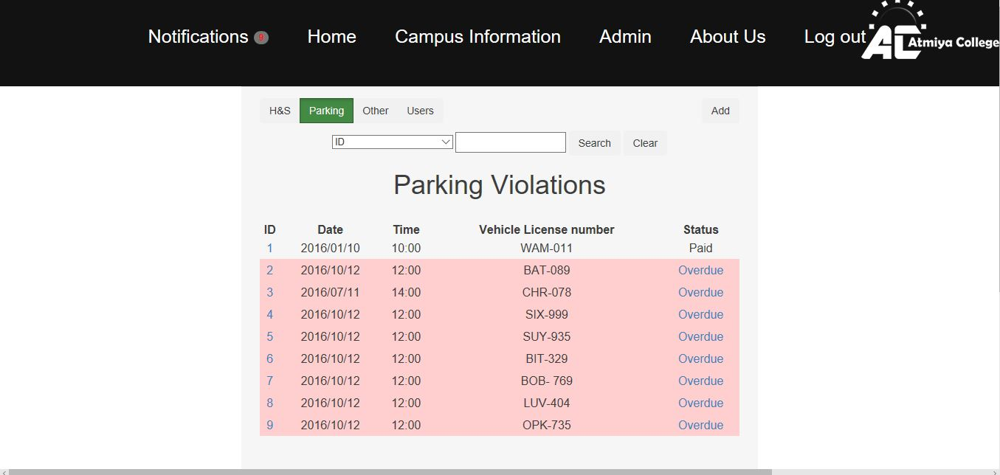 Notifications 9 Home Campus Information Admin About Us Log out AC Atmiya College
H&S Parking Other Users Add
ID Search Clear
Parking Violations
ID Date Time Vehicle License number Status
1 2016/01/10 10:00 WAM-011 Paid
2 2016/10/12 12:00 BAT-089 Overdue
3 2016/07/11 14:00 CHR-078 Overdue
4 2016/10/12 12:00 SIX-999 Overdue
5 2016/10/12 12:00 SUY-935 Overdue
6 2016/10/12 12:00 BIT-329 Overdue
7 2016/10/12 12:00 BOB- 769 Overdue
8 2016/10/12 12:00 LUV-404 Overdue
9 2016/10/12 12:00 OPK-735 Overdue